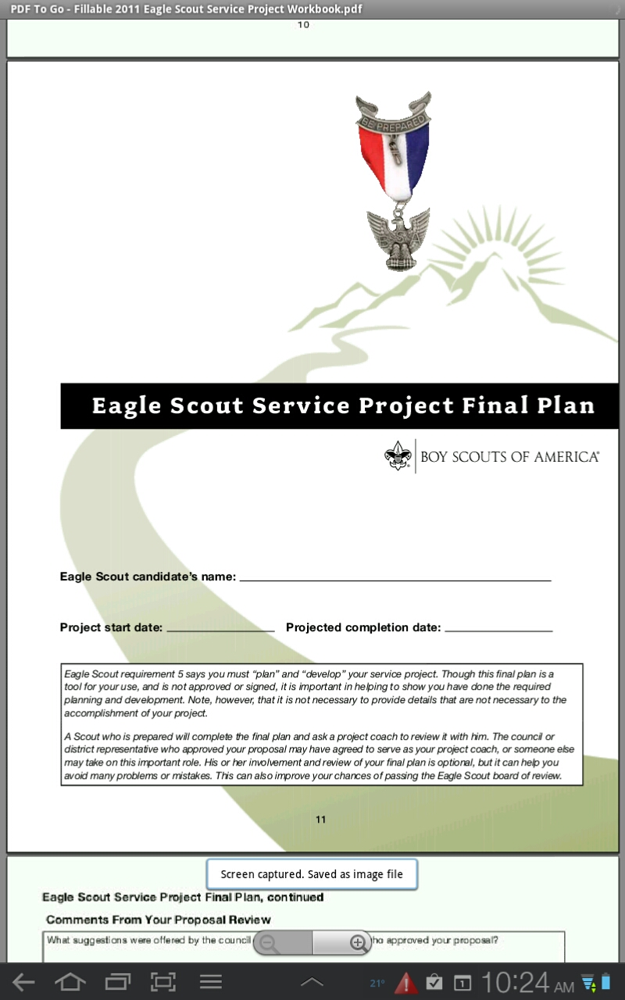 PDF To Go - Fillable 2011 Eagle Scout Service Project Workbook.pdf
10
BE PREPARED
BSA
Eagle Scout Service Project Final Plan
BOY SCOUTS OF AMERICA®
Eagle Scout candidate's name:
Project start date: Projected completion date:
Eagle Scout requirement 5 says you must “plan” and “develop” your service project. Though this final plan is a
tool for your use, and is not approved or signed, it is important in helping to show you have done the required
planning and development. Note, however, that it is not necessary to provide details that are not necessary to the
accomplishment of your project.
A Scout who is prepared will complete the final plan and ask a project coach to review it with him. The council or
district representative who approved your proposal may have agreed to serve as your project coach, or someone else
may take on this important role. His or her involvement and review of your final plan is optional, but it can help you
avoid many problems or mistakes. This can also improve your chances of passing the Eagle Scout board of review.
11
Screen captured. Saved as image file
Eagle Scout Service Project Final Plan, continued
Comments From Your Proposal Review
What suggestions were offered by the council approved your proposal?
21° 1 10:24 AM